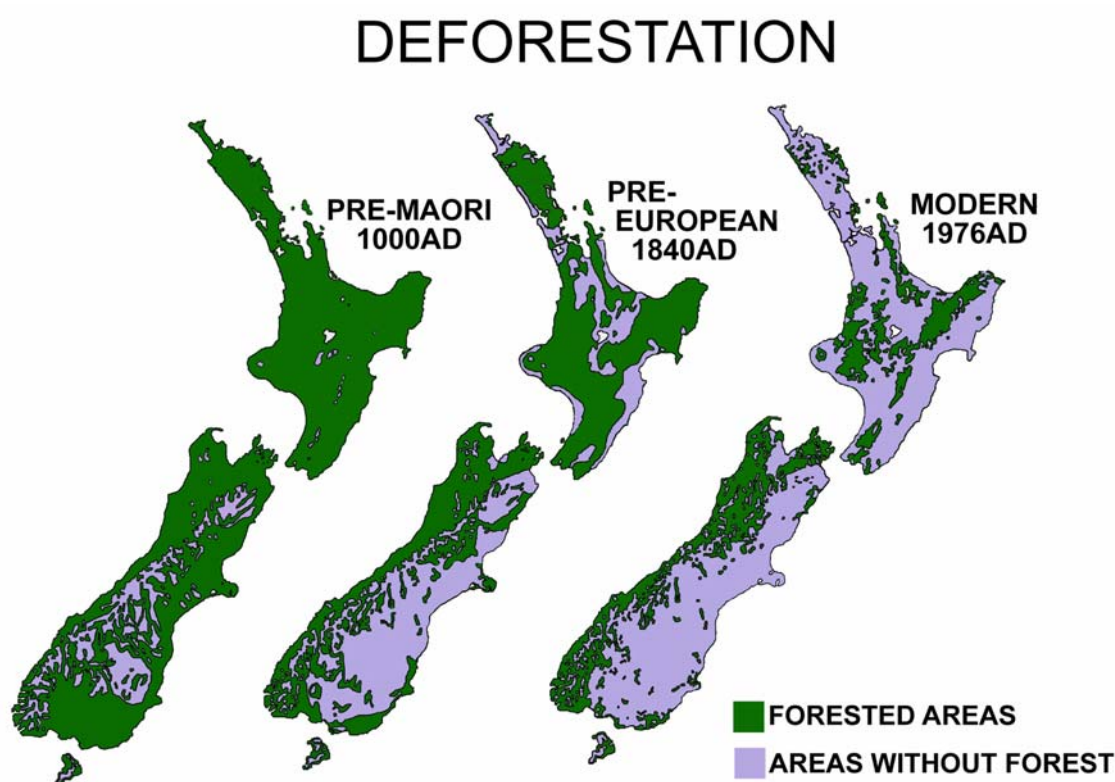 DEFORESTATION
PRE-MAORI
1000AD
PRE-
EUROPEAN
1840AD
MODERN
1976AD
FORESTED AREAS
AREAS WITHOUT FOREST